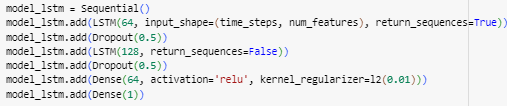 model_lstm = Sequential()
model_lstm.add(LSTM(64, input_shape=(time_steps, num_features), return_sequences=True))
model_lstm.add(Dropout(0.5))
model_lstm.add(LSTM(128, return_sequences=False))
model_lstm.add(Dropout(0.5))
model_lstm.add(Dense(64, activation='relu', kernel_regularizer=l2(0.01)))
model_lstm.add(Dense(1))